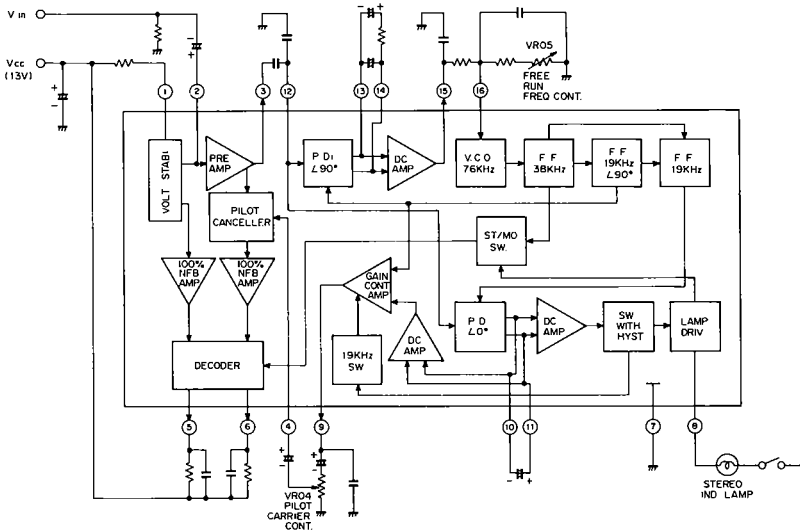 V in
Vcc
(13V)
VR05
FREE
RUN
FREQ CONT.
1
2
3
12
13
14
15
16
VOLT STABI
PRE
AMP
PILOT
CANCELLER
100%
NFB
AMP
100%
NFB
AMP
DECODER
P D1
∠90°
DC
AMP
V.C O
76KHz
F F
38KHz
F F
19KHz
∠90°
F F
19KHz
ST/MO
SW.
GAIN
CONT
AMP
19KHz
SW
DC
AMP
P D
∠0°
DC
AMP
SW
WITH
HYST
LAMP
DRIV
5
6
4
9
10
11
7
8
VR04
PILOT
CARRIER
CONT.
STEREO
IND LAMP